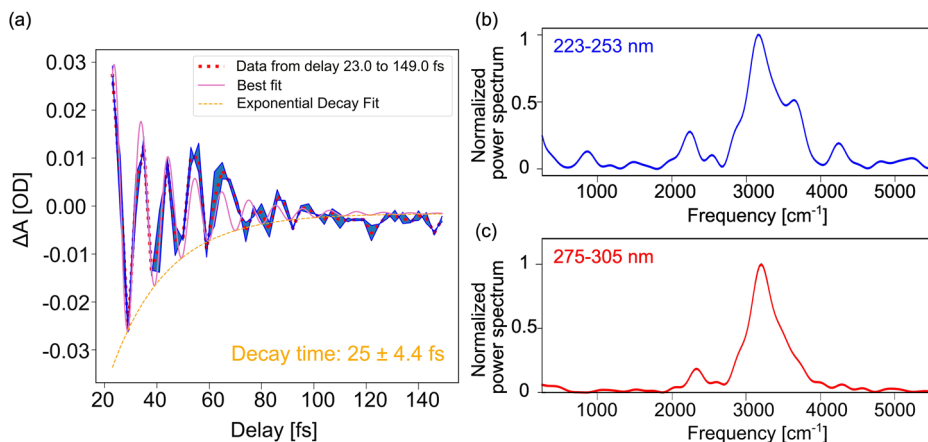 (a)
0.03
0.02
0.01
0.00
-0.01
-0.02
-0.03
ΔA [OD]
Data from delay 23.0 to 149.0 fs
Best fit
Exponential Decay Fit
Decay time: 25 ± 4.4 fs
20 40 60 80 100 120 140
Delay [fs]
(b)
223-253 nm
Normalized
power spectrum
1
0.5
0
1000 2000 3000 4000 5000
Frequency [cm-1]
(c)
275-305 nm
Normalized
power spectrum
1
0.5
0
1000 2000 3000 4000 5000
Frequency [cm-1]